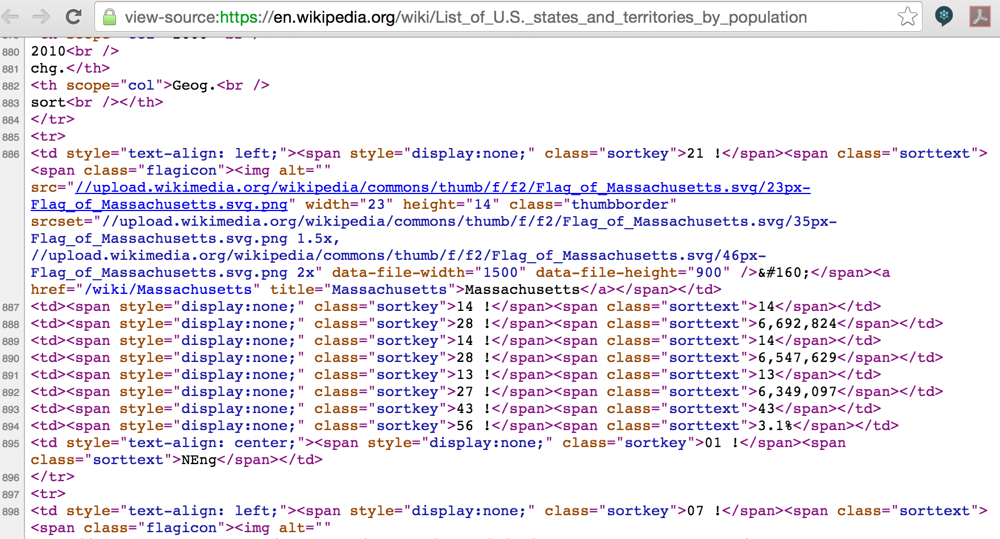 view-source:https://en.wikipedia.org/wiki/List_of_U.S._states_and_territories_by_population
880 2010<br />
881 chg.</th>
882 <th scope="col">Geog.<br />
883 sort<br /></th>
884 </tr>
885 <tr>
886 <td style="text-align: left;"><span style="display:none;" class="sortkey">21 !</span><span class="sorttext">
<span class="flagicon"><img alt=""
src="//upload.wikimedia.org/wikipedia/commons/thumb/f/f2/Flag_of_Massachusetts.svg/23px-
Flag_of_Massachusetts.svg.png" width="23" height="14" class="thumbborder"
srcset="//upload.wikimedia.org/wikipedia/commons/thumb/f/f2/Flag_of_Massachusetts.svg/35px-
Flag_of_Massachusetts.svg.png 1.5x,
//upload.wikimedia.org/wikipedia/commons/thumb/f/f2/Flag_of_Massachusetts.svg/46px-
Flag_of_Massachusetts.svg.png 2x" data-file-width="1500" data-file-height="900" />&#160;</span><a
href="/wiki/Massachusetts" title="Massachusetts">Massachusetts</a></span></td>
887 <td><span style="display:none;" class="sortkey">14 !</span><span class="sorttext">14</span></td>
888 <td><span style="display:none;" class="sortkey">28 !</span><span class="sorttext">6,692,824</span></td>
889 <td><span style="display:none;" class="sortkey">14 !</span><span class="sorttext">14</span></td>
890 <td><span style="display:none;" class="sortkey">28 !</span><span class="sorttext">6,547,629</span></td>
891 <td><span style="display:none;" class="sortkey">13 !</span><span class="sorttext">13</span></td>
892 <td><span style="display:none;" class="sortkey">27 !</span><span class="sorttext">6,349,097</span></td>
893 <td><span style="display:none;" class="sortkey">43 !</span><span class="sorttext">43</span></td>
894 <td><span style="display:none;" class="sortkey">56 !</span><span class="sorttext">3.1%</span></td>
895 <td style="text-align: center;"><span style="display:none;" class="sortkey">01 !</span><span
class="sorttext">NEng</span></td>
896 </tr>
897 <tr>
898 <td style="text-align: left;"><span style="display:none;" class="sortkey">07 !</span><span class="sorttext">
<span class="flagicon"><img alt=""